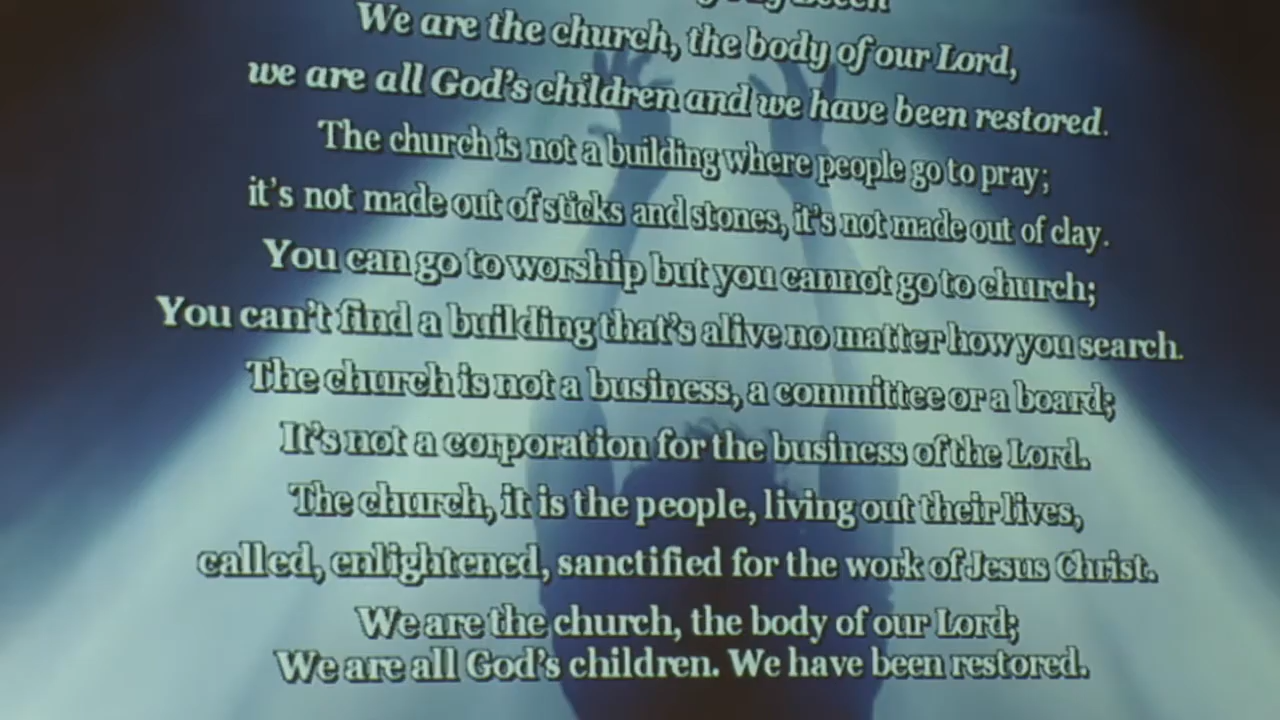 We are the church, the body of our Lord,
we are all God's children and we have been restored.
The church is not a building where people go to pray;
it's not made out of sticks and stones, it's not made out of clay.
You can go to worship but you cannot go to church;
You can't find a building that's alive no matter how you search.
The church is not a business, a committee or a board;
It's not a corporation for the business of the Lord.
The church, it is the people, living out their lives,
called, enlightened, sanctified for the work of Jesus Christ.
We are the church, the body of our Lord;
We are all God's children. We have been restored.